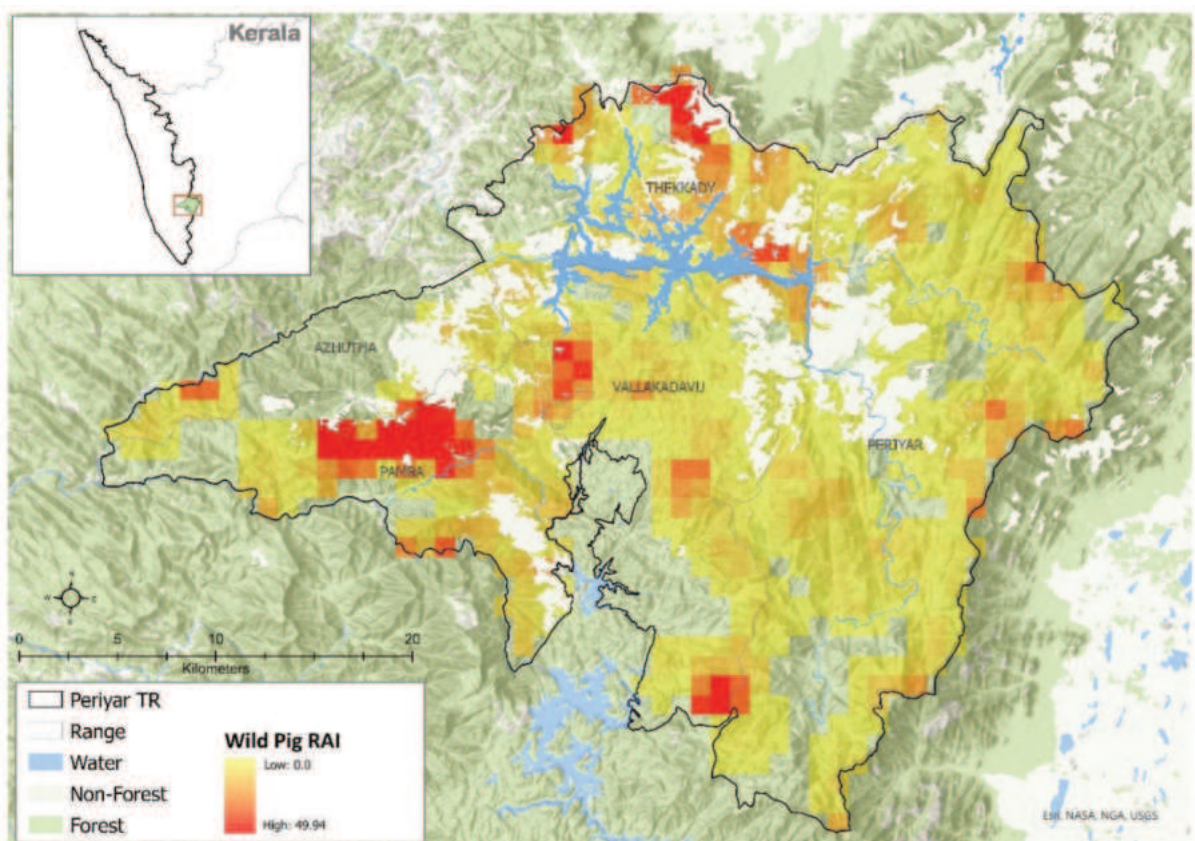 Kerala
THEKKADY
AZHUTHA
VALLAKADAVU
PERIYAR
PAMBA
N
W E
S
0 5 10 20
Kilometers
Periyar TR
Range
Water
Non-Forest
Forest
Wild Pig RAI
Low: 0.0
High: 49.94
Esri, NASA, NGA, USGS